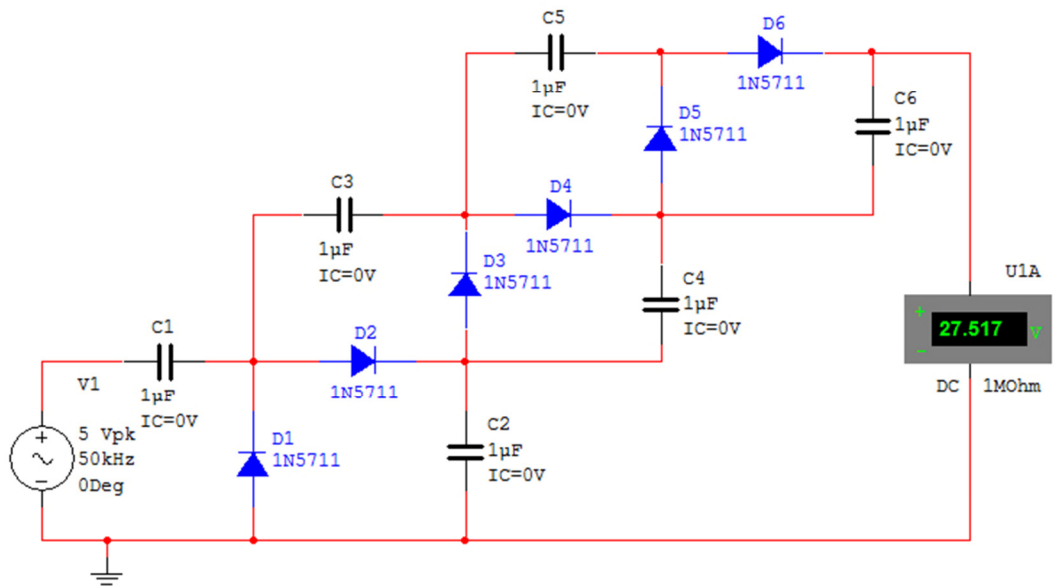 C5
1µF
IC=0V
D6
1N5711
D5
1N5711
C6
1µF
IC=0V
C3
1µF
IC=0V
D4
1N5711
D3
1N5711
C4
1µF
IC=0V
U1A
+
27.517 V
−
DC 1MOhm
C1
1µF
IC=0V
D2
1N5711
V1
+
5 Vpk
50kHz
0Deg
−
D1
1N5711
C2
1µF
IC=0V